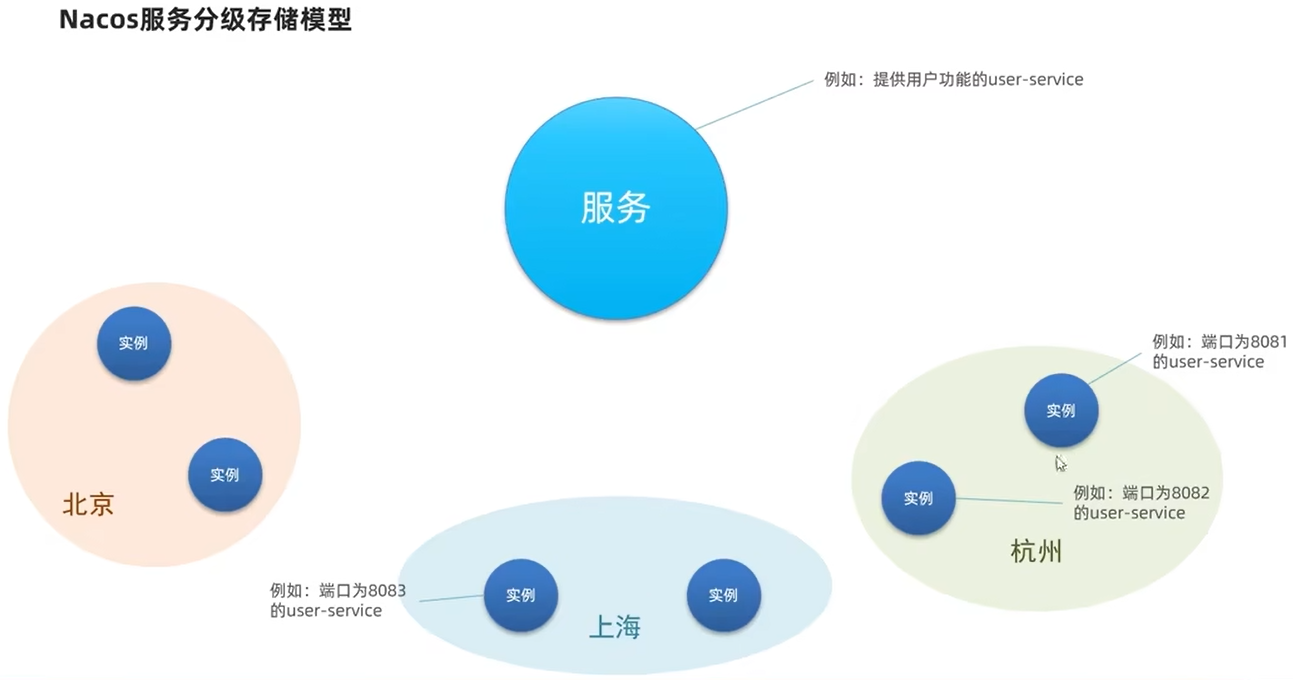 Nacos服务分级存储模型
例如：提供用户功能的user-service
服务
实例
实例
北京
例如：端口为8081
的user-service
实例
实例
例如：端口为8082
的user-service
杭州
例如：端口为8083
的user-service
实例
实例
上海